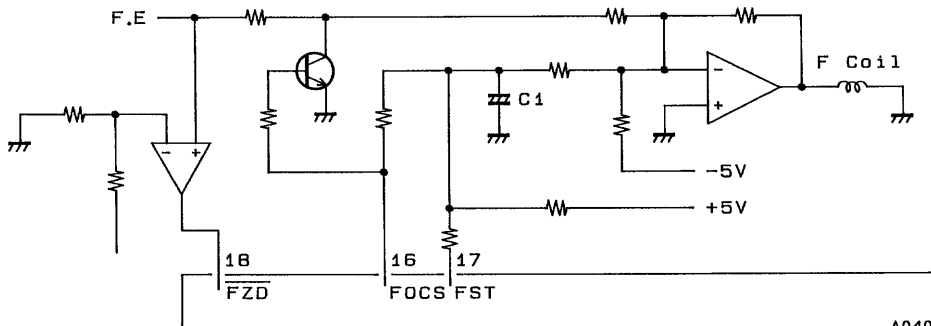 F.E
F Coil
-
+
C1
-
+
-5V
+5V
18
16
17
FZD
FOCS
FST